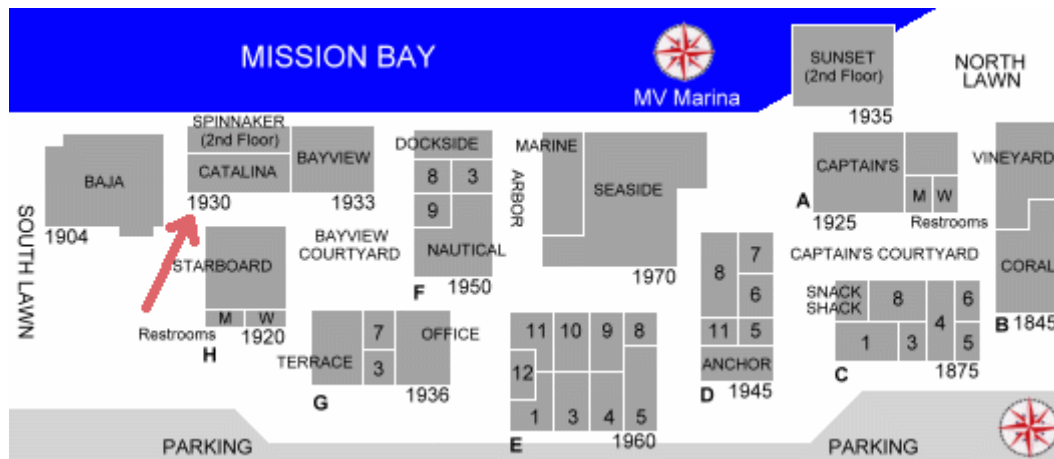 MISSION BAY
MV Marina
SUNSET
(2nd Floor)
1935
NORTH
LAWN
SPINNAKER
(2nd Floor)
CATALINA
1930
BAYVIEW
1933
BAJA
1904
SOUTH LAWN
DOCKSIDE
8 3
9
NAUTICAL
F 1950
MARINE
ARBOR
SEASIDE
1970
CAPTAIN'S
A
1925
M W
Restrooms
VINEYARD
CORAL
B 1845
STARBOARD
M W
Restrooms
H 1920
BAYVIEW
COURTYARD
CAPTAIN'S COURTYARD
TERRACE
7
3
OFFICE
G 1936
11 10 9 8
12
1 3 4 5
E 1960
8 7
6
11 5
ANCHOR
D 1945
SNACK
SHACK
8 6
4
1 3 5
C 1875
PARKING
PARKING